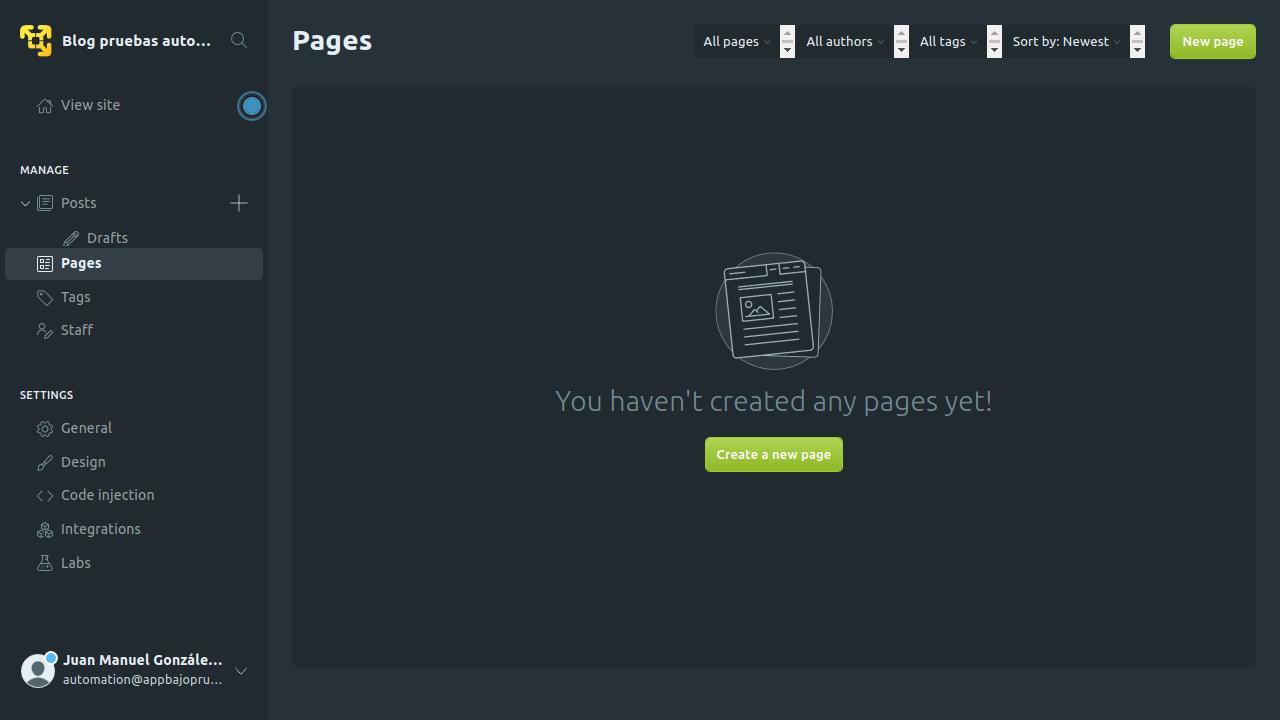 Blog pruebas auto...
View site
MANAGE
Posts
Drafts
Pages
Tags
Staff
SETTINGS
General
Design
Code injection
Integrations
Labs
Juan Manuel Gonzále...
automation@appbajopru...
Pages
All pages
All authors
All tags
Sort by: Newest
New page
You haven't created any pages yet!
Create a new page